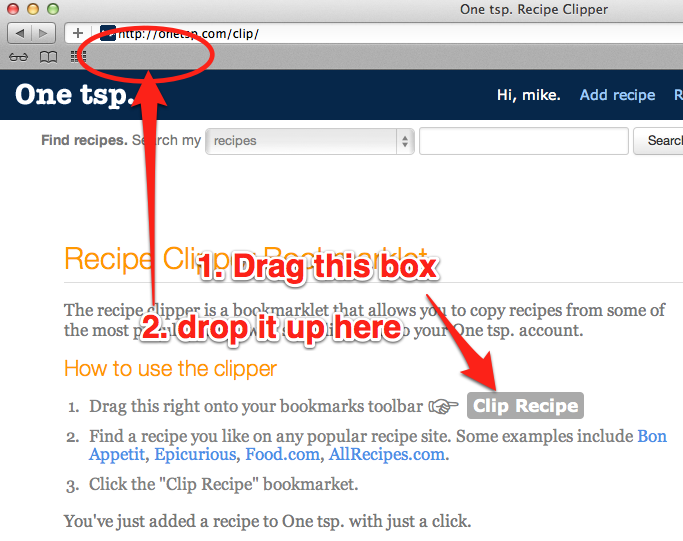 One tsp. Recipe Clipper
http://onetsp.com/clip/
One tsp.
Hi, mike. Add recipe R
Find recipes. Search my recipes Search
Recipe Clipper Bookmarklet
1. Drag this box
The recipe clipper is a bookmarklet that allows you to copy recipes from some of
the most to your One tsp. account.
2. drop it up here
How to use the clipper
1. Drag this right onto your bookmarks toolbar Clip Recipe
2. Find a recipe you like on any popular recipe site. Some examples include Bon
Appetit, Epicurious, Food.com, AllRecipes.com.
3. Click the "Clip Recipe" bookmarket.
You've just added a recipe to One tsp. with just a click.